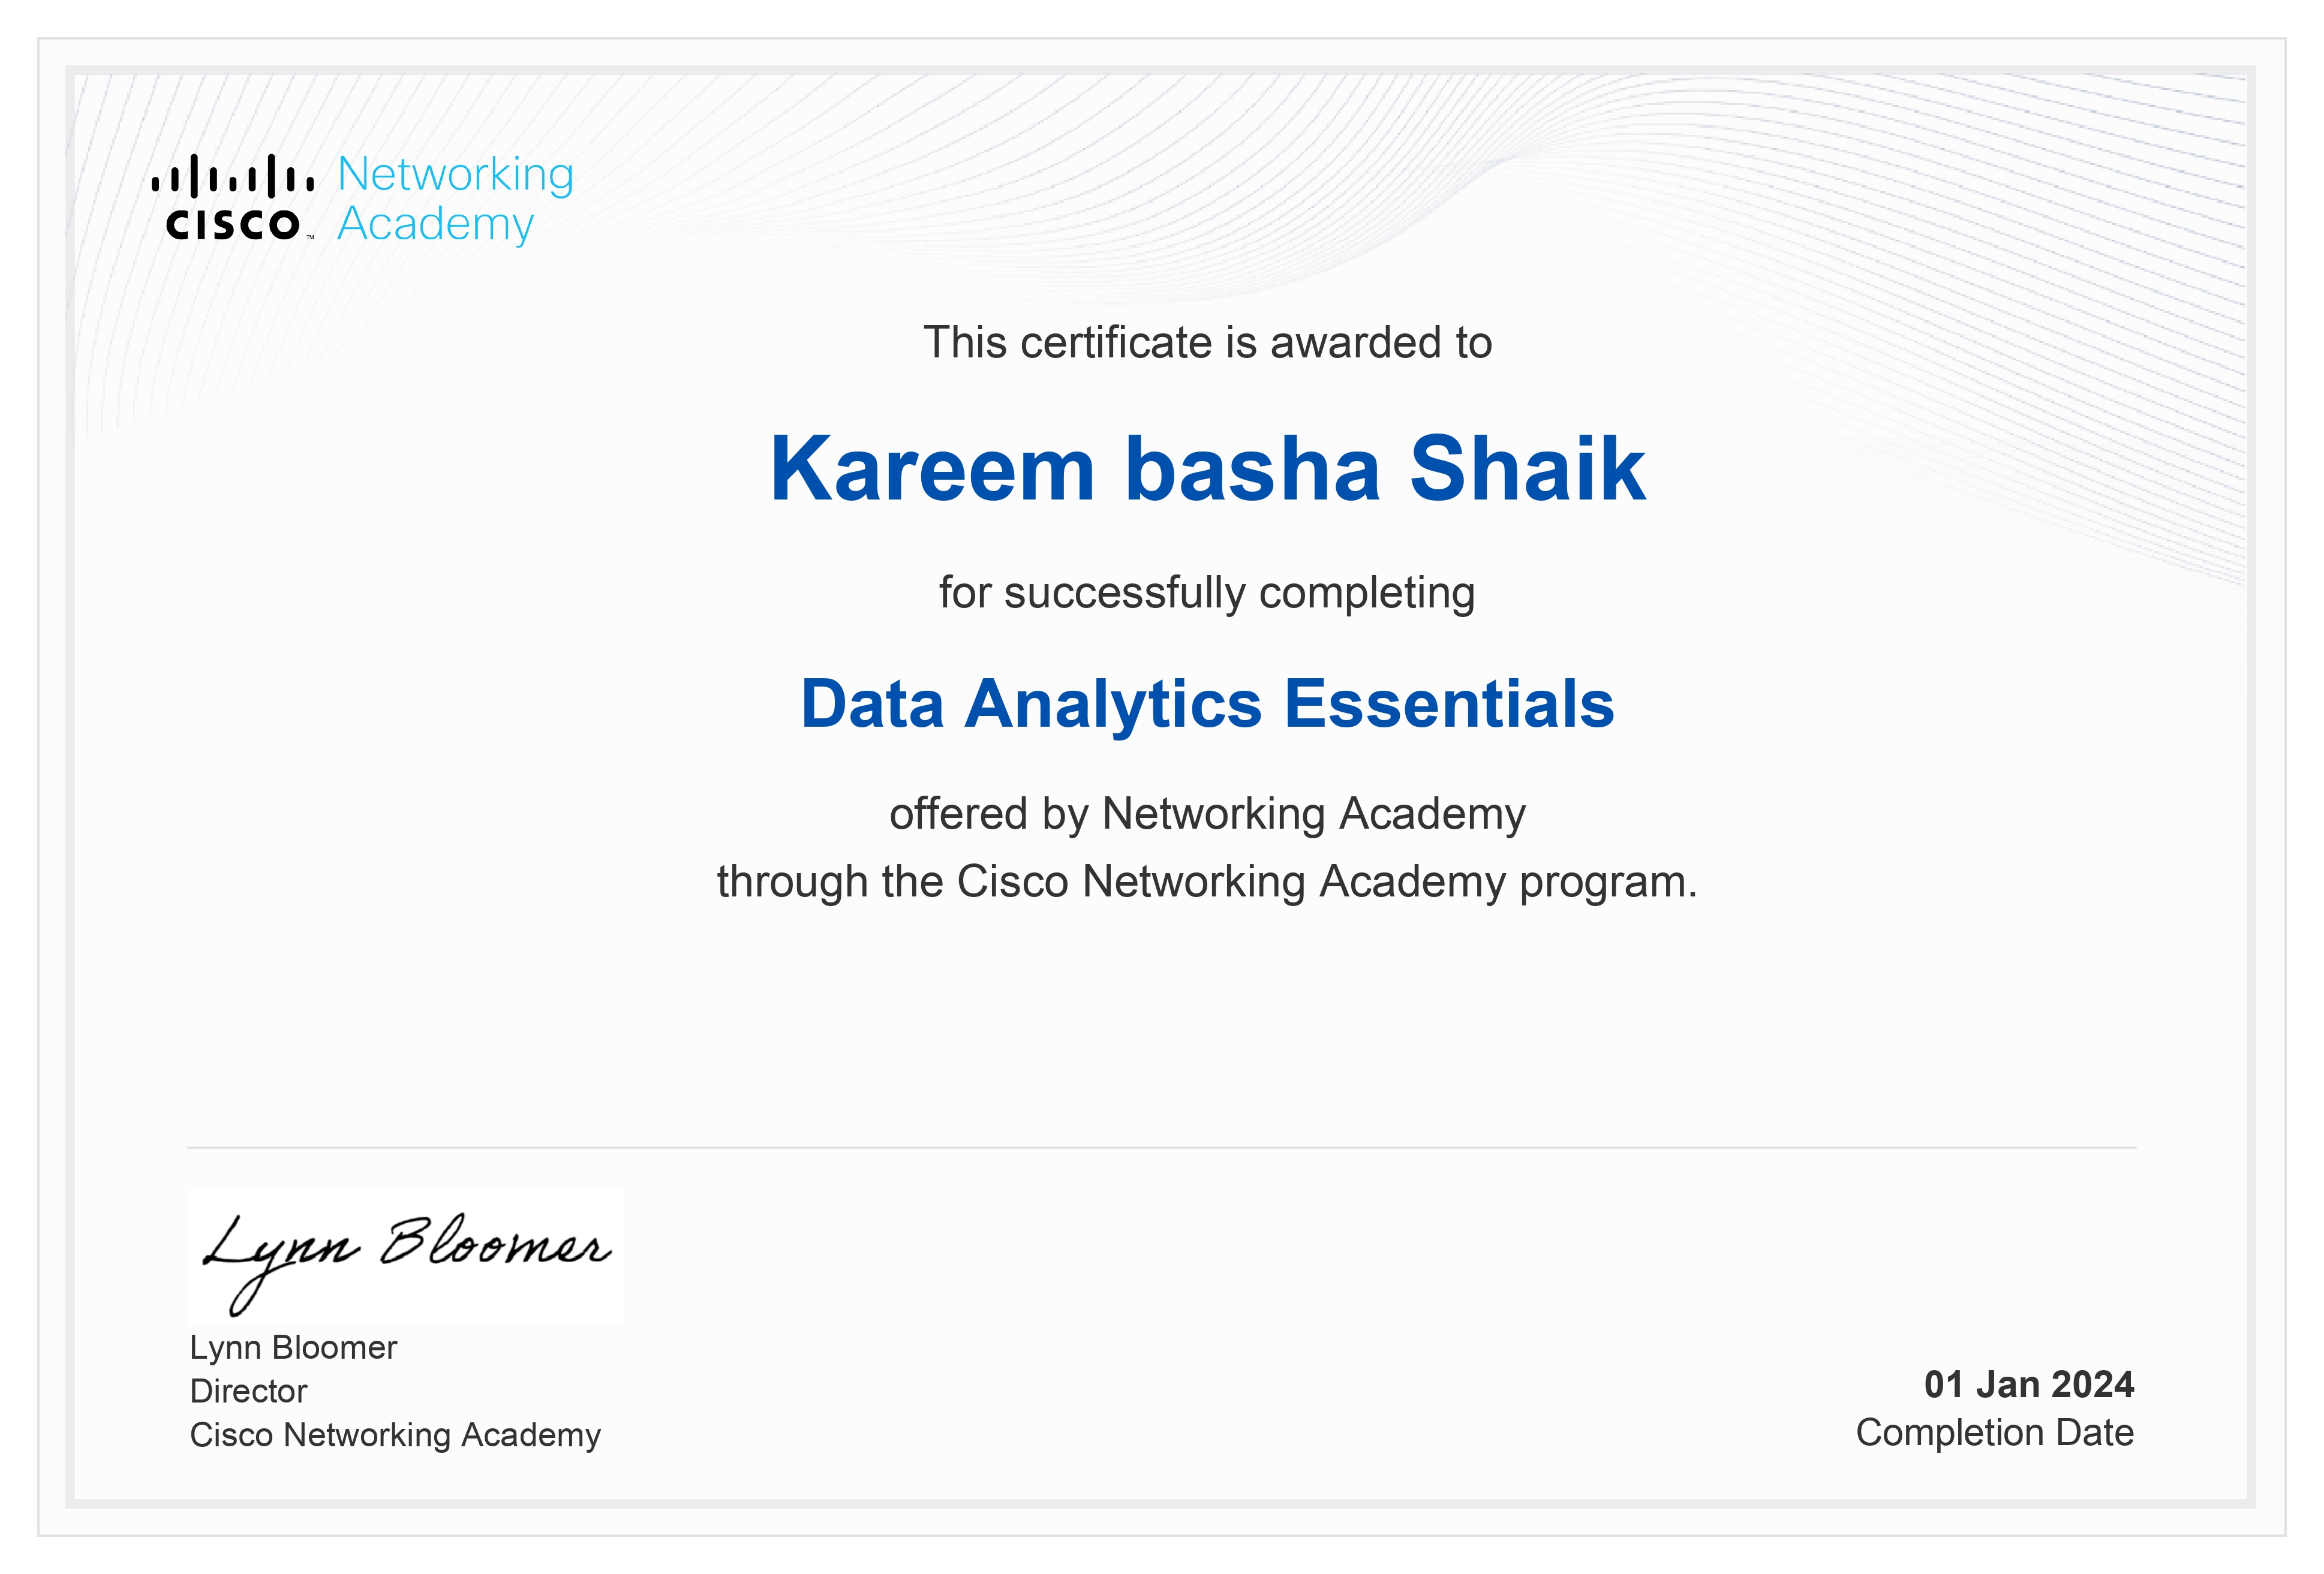 CISCO™
Networking
Academy
This certificate is awarded to
Kareem basha Shaik
for successfully completing
Data Analytics Essentials
offered by Networking Academy
through the Cisco Networking Academy program.
Lynn Bloomer
Lynn Bloomer
Director
Cisco Networking Academy
01 Jan 2024
Completion Date